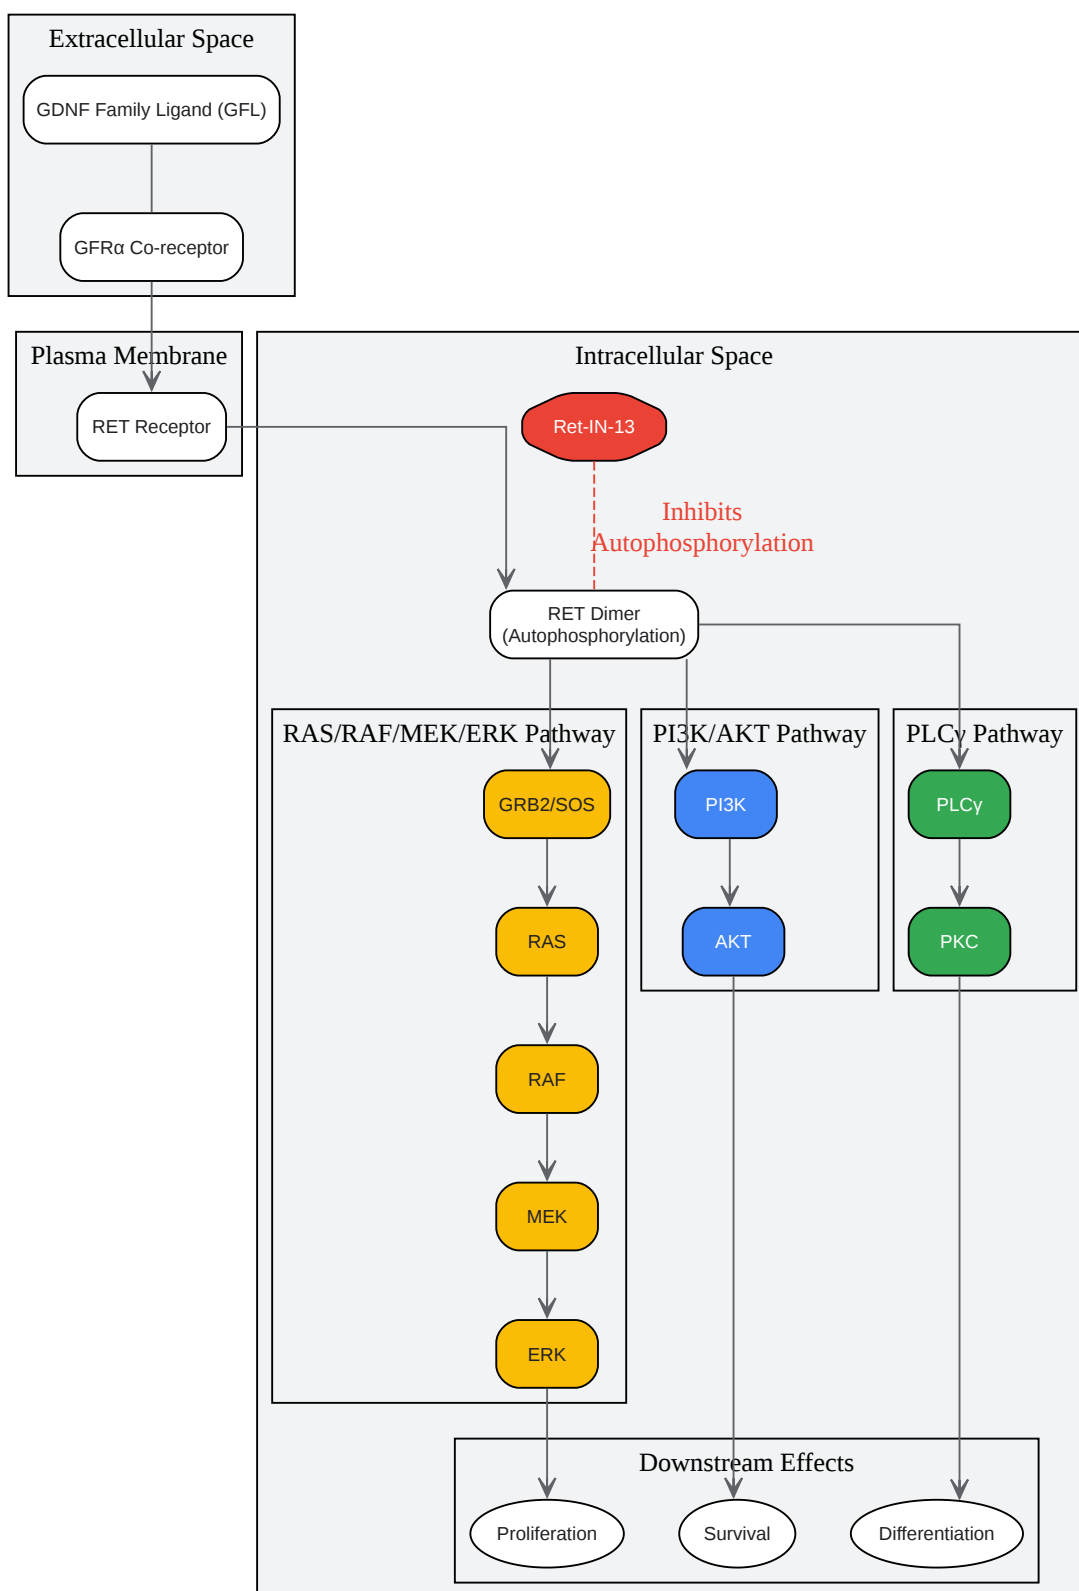 Extracellular Space
GDNF Family Ligand (GFL)
GFRα Co-receptor
Plasma Membrane
RET Receptor
Intracellular Space
Ret-IN-13
Inhibits
Autophosphorylation
RET Dimer
(Autophosphorylation)
RAS/RAF/MEK/ERK Pathway
GRB2/SOS
RAS
RAF
MEK
ERK
PI3K/AKT Pathway
PI3K
AKT
PLCγ Pathway
PLCγ
PKC
Downstream Effects
Proliferation
Survival
Differentiation